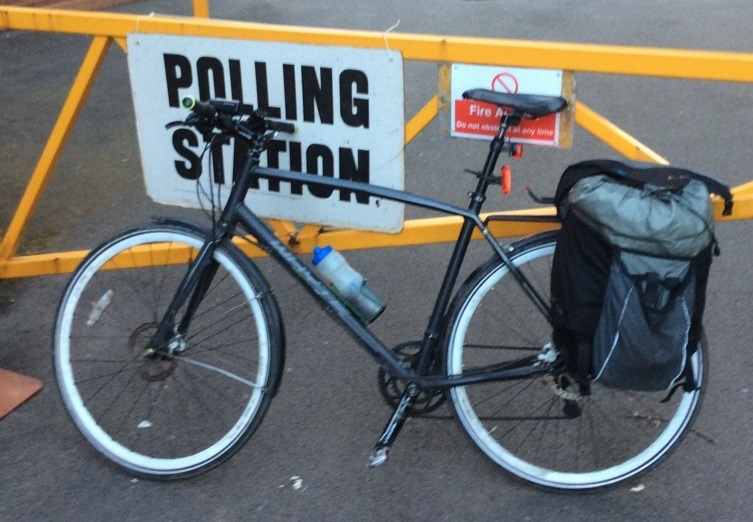 POLLING
STATION
Fire
Do not obstruct at any time